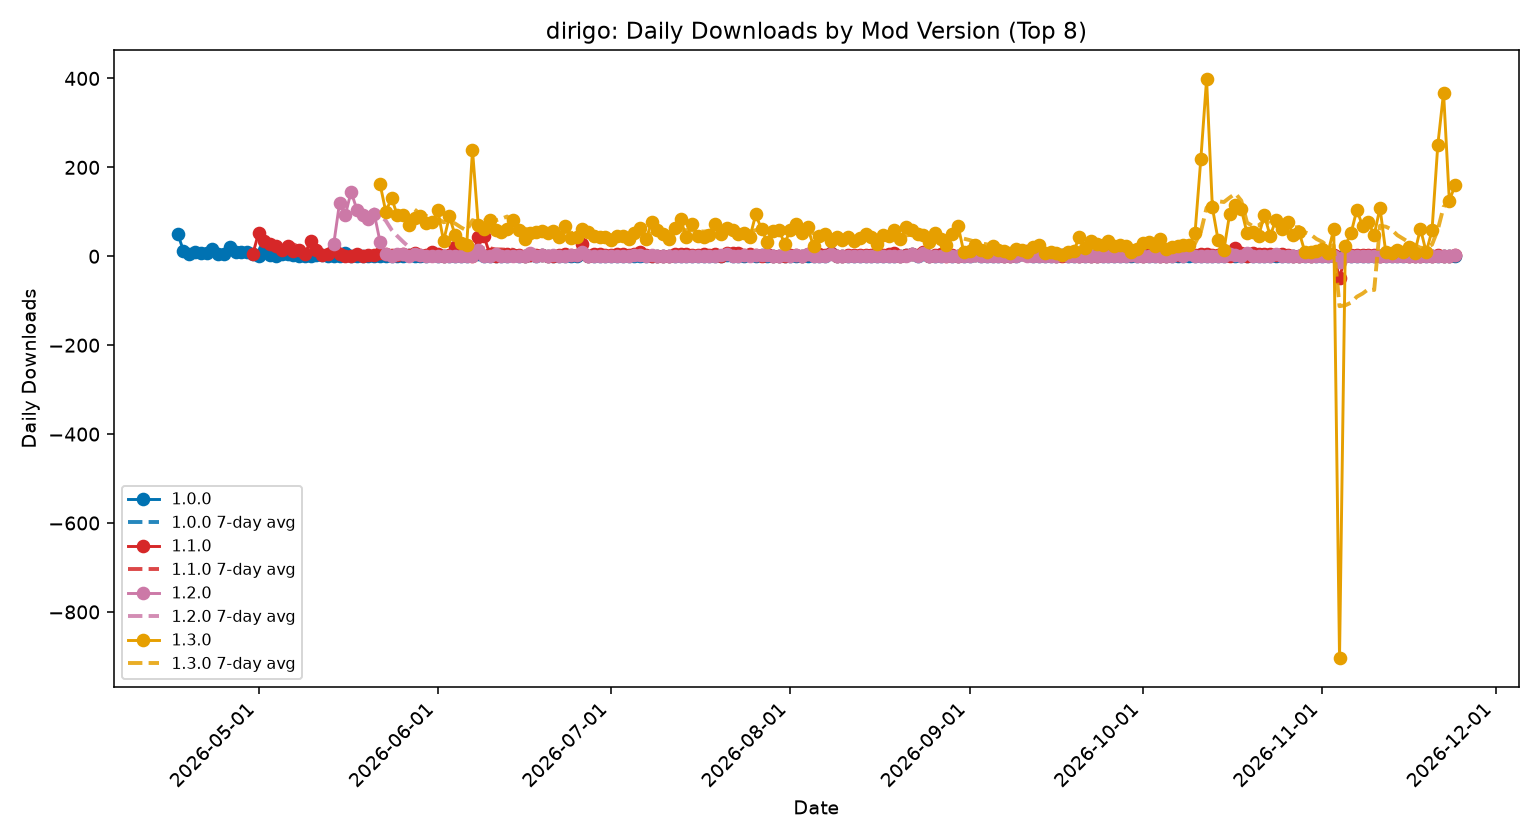 dirigo: Daily Downloads by Mod Version (Top 8)
400
200
0
−200
−400
−600
−800
Daily Downloads
1.0.0
1.0.0 7-day avg
1.1.0
1.1.0 7-day avg
1.2.0
1.2.0 7-day avg
1.3.0
1.3.0 7-day avg
2026-05-01
2026-06-01
2026-07-01
2026-08-01
2026-09-01
2026-10-01
2026-11-01
2026-12-01
Date